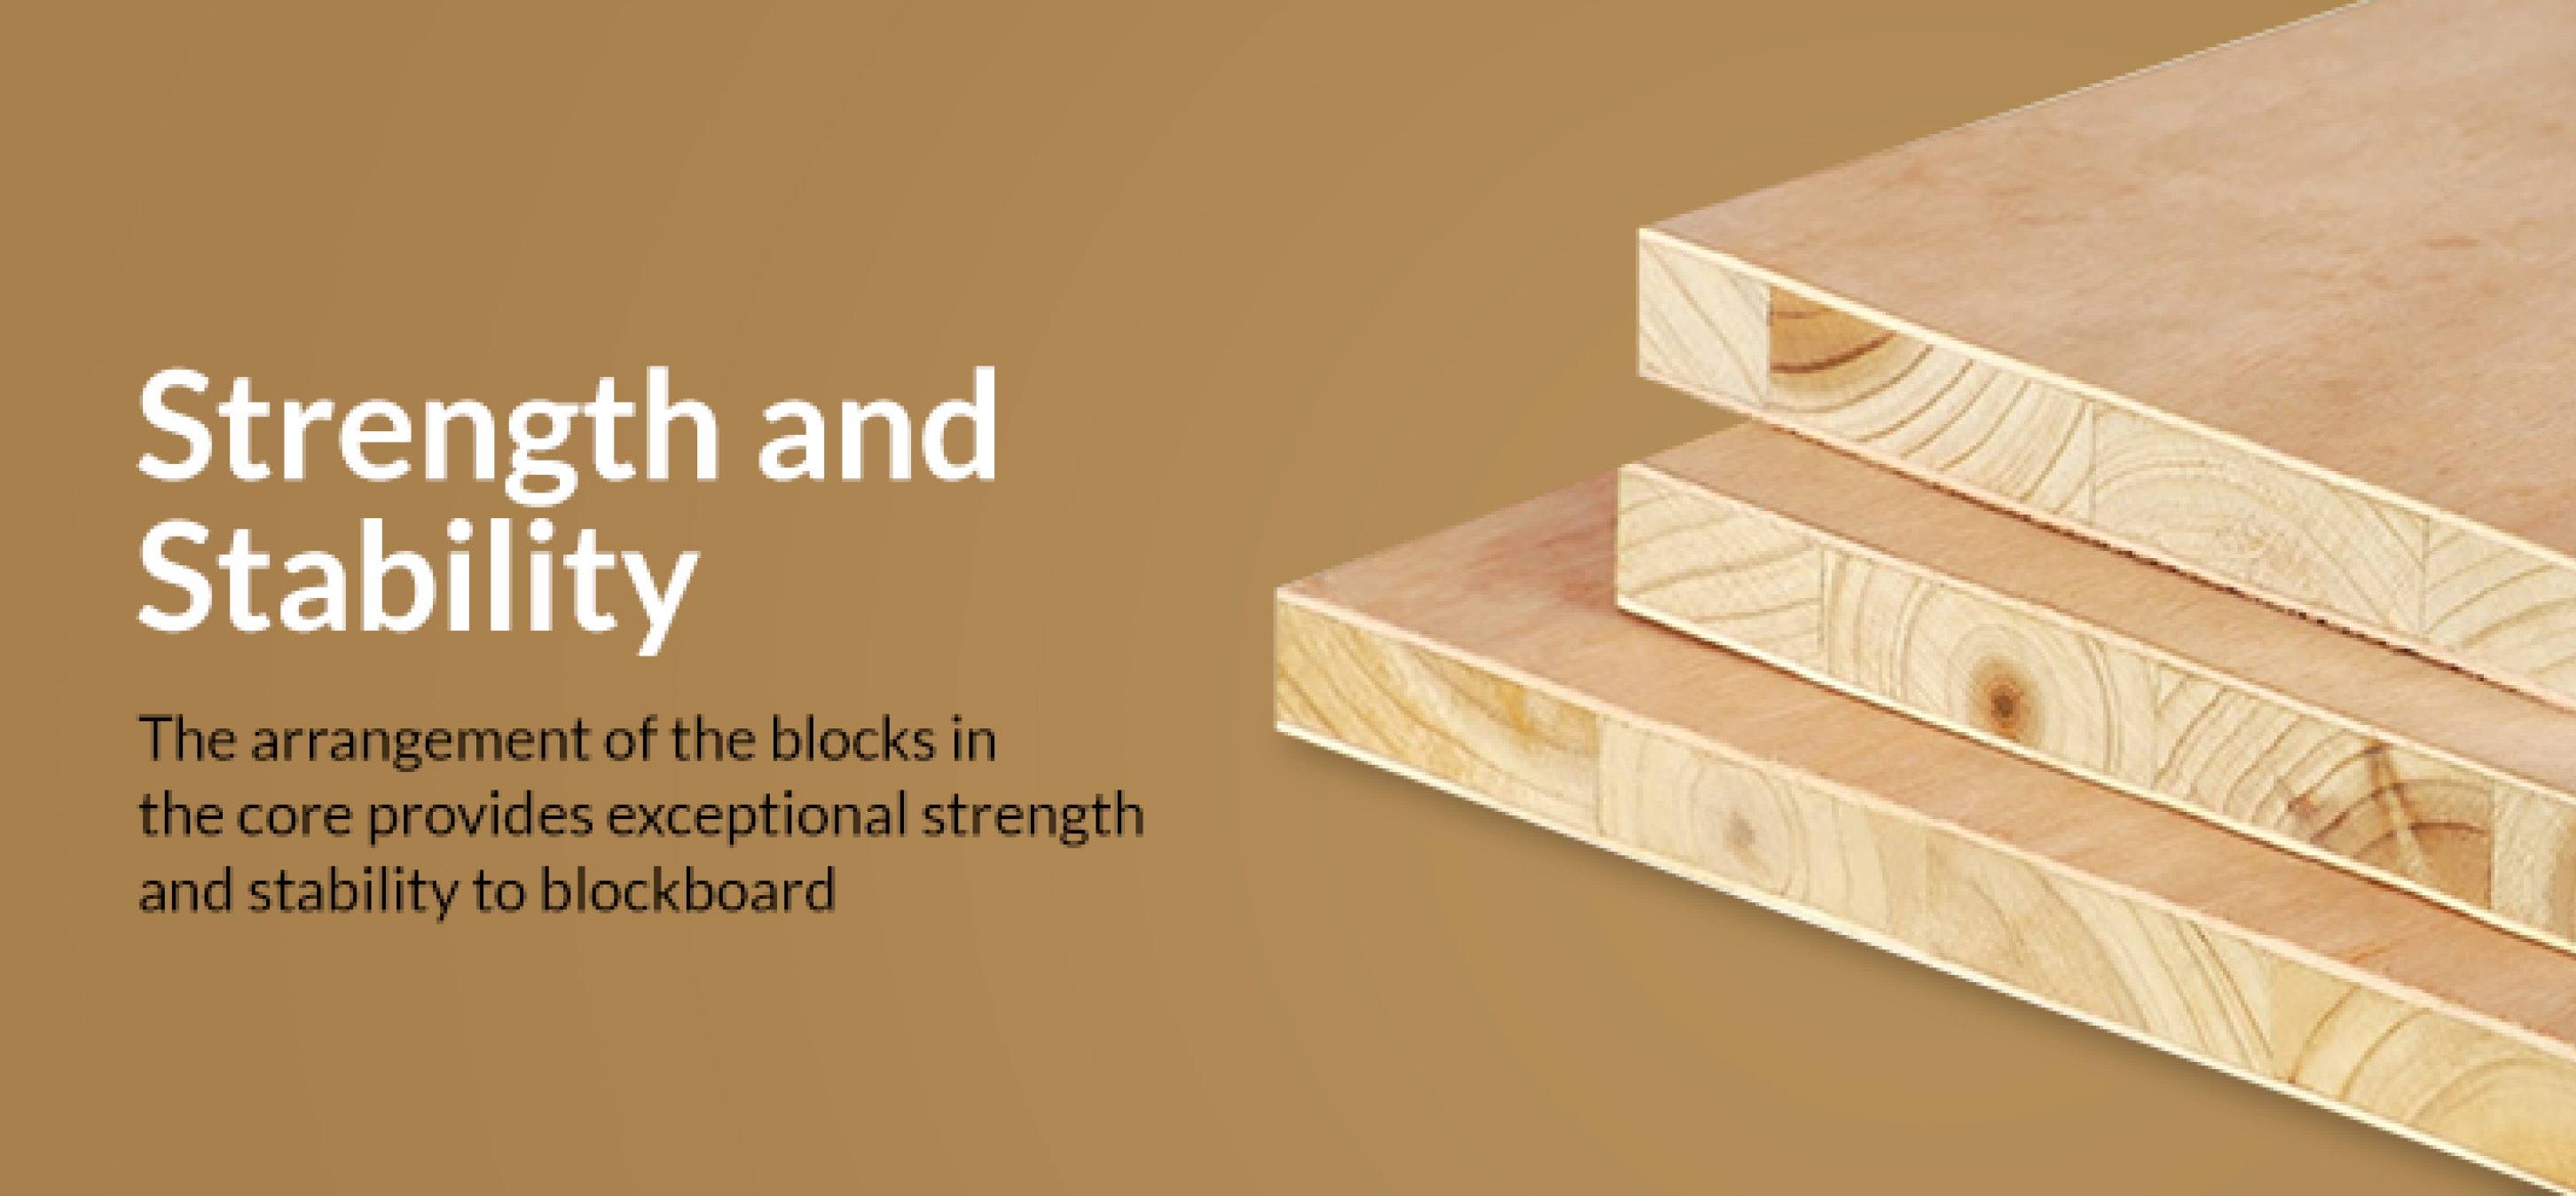 Strength and
Stability
The arrangement of the blocks in
the core provides exceptional strength
and stability to blockboard